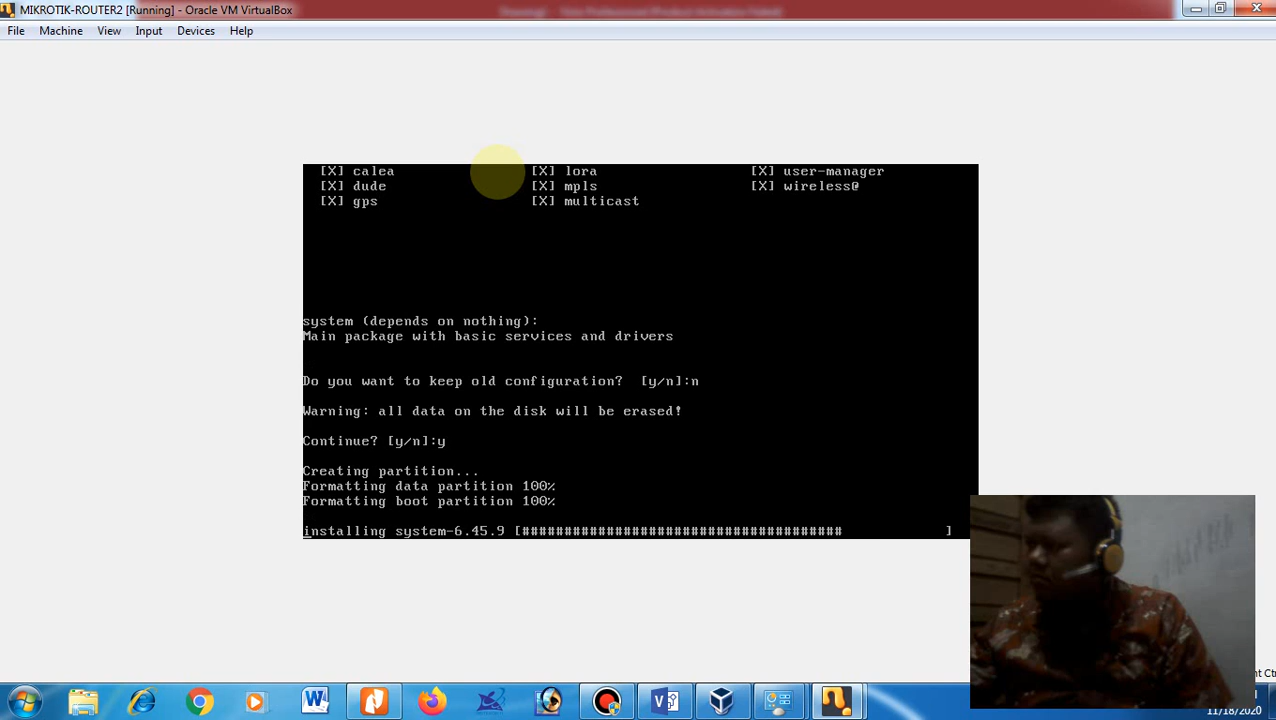 MIKROTIK-ROUTER2 [Running] - Oracle VM VirtualBox
File Machine View Input Devices Help
[X] calea [X] lora [X] user-manager
[X] dude [X] mpls [X] wireless@
[X] gps [X] multicast
system (depends on nothing):
Main package with basic services and drivers
Do you want to keep old configuration? [y/n]:n
Warning: all data on the disk will be erased!
Continue? [y/n]:y
Creating partition...
Formatting data partition 100%
Formatting boot partition 100%
installing system-6.45.9 [###################################### ]
11/18/2020